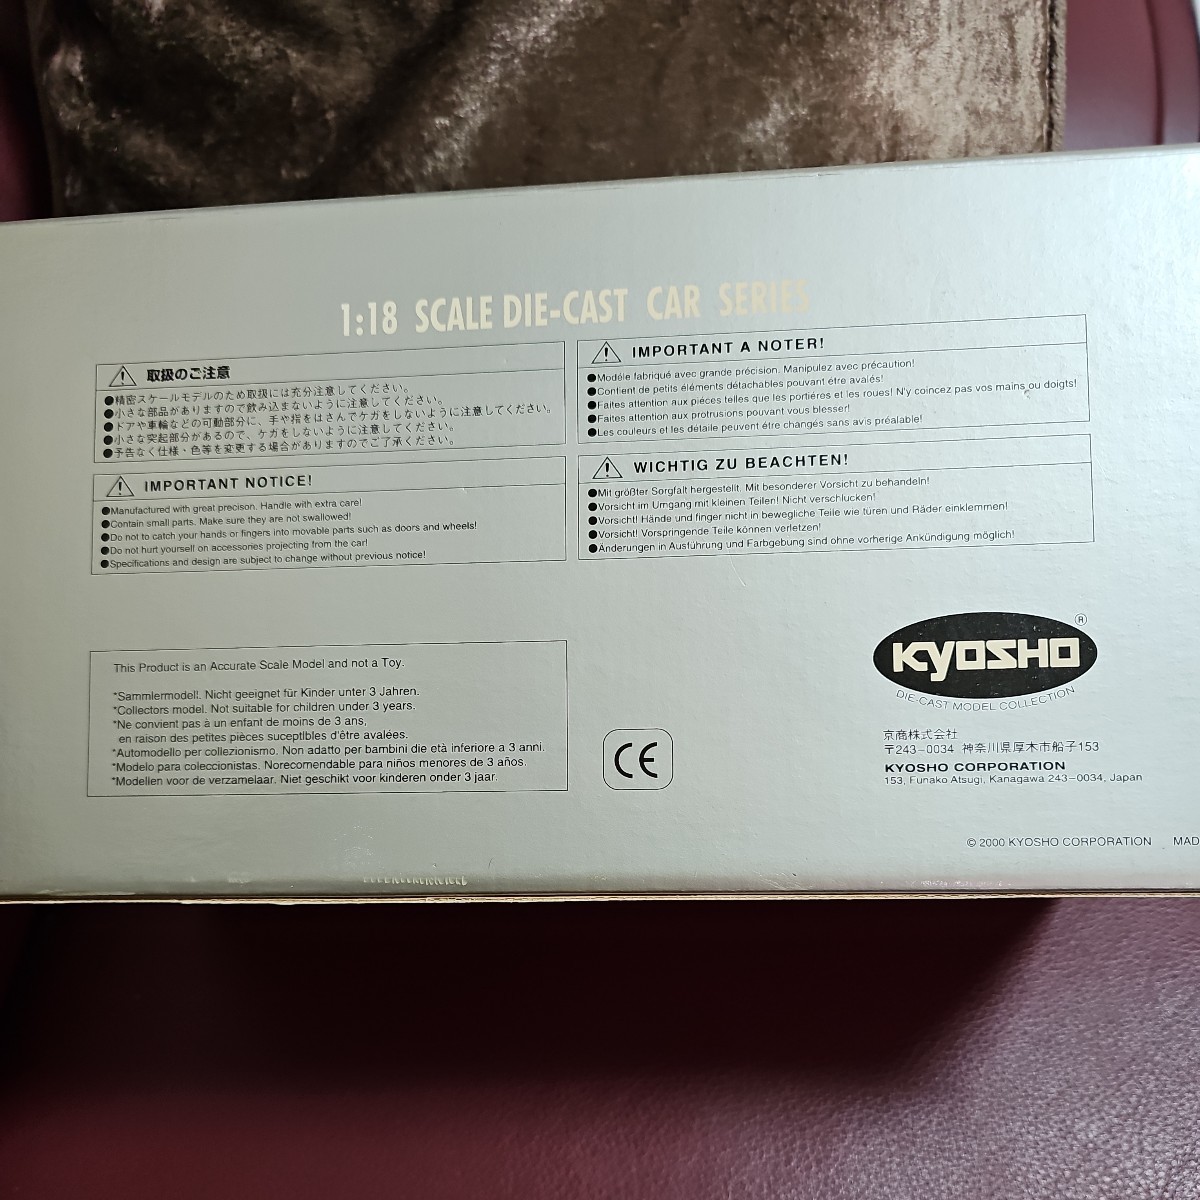 1:18 SCALE DIE-CAST CAR SERIES
取扱のご注意
●精密スケールモデルのため取扱には充分注意してください。
●小さな部品がありますので飲み込まないように注意してください。
●ドアや車輪などの可動部分に、手や指をはさんでケガをしないように注意してください。
●小さな突起部分があるので、ケガをしないように注意してください。
●予告なく仕様・色等を変更する場合がありますのでご了承ください。
IMPORTANT NOTICE!
●Manufactured with great precison. Handle with extra care!
●Contain small parts. Make sure they are not swallowed!
●Do not to catch your hands or fingers into movable parts such as doors and wheels!
●Do not hurt yourself on accessories projecting from the car!
●Specifications and design are subject to change without previous notice!
IMPORTANT A NOTER!
●Modéle fabriqué avec grande précision. Manipulez avec précaution!
●Contient de petits éléments détachables pouvant étre avalés!
●Faites attention aux piéces telles que les portiéres et les roues! N'y coincez pas vos mains ou doigts!
●Faites attention aux protrusions pouvant vous blesser!
●Les couleurs et les détaile peuvent étre changés sans avis préalable!
WICHTIG ZU BEACHTEN!
●Mit größter Sorgfalt hergestellt. Mit besonderer Vorsicht zu behandeln!
●Vorsicht im Umgang mit kleinen Teilen! Nicht verschlucken!
●Vorsicht! Hände und finger nicht in bewegliche Teile wie türen und Räder einklemmen!
●Vorsicht! Vorspringende Teile können verletzen!
●Änderungen in Ausführung und Farbgebung sind ohne vorherige Ankündigung möglich!
This Product is an Accurate Scale Model and not a Toy.
*Sammlermodell. Nicht geeignet für Kinder unter 3 Jahren.
*Collectors model. Not suitable for children under 3 years.
*Ne convient pas à un enfant de moins de 3 ans,
en raison des petites pièces suceptibles d'être avalées.
*Automodello per collezionismo. Non adatto per bambini die età inferiore a 3 anni.
*Modelo para coleccionistas. Norecomendable para niños menores de 3 años.
*Modellen voor de verzamelaar. Niet geschikt voor kinderen onder 3 jaar.
CE
KYOSHO ®
DIE-CAST MODEL COLLECTION
京商株式会社
〒243-0034 神奈川県厚木市船子153
KYOSHO CORPORATION
153, Funako Atsugi, Kanagawa 243-0034, Japan
© 2000 KYOSHO CORPORATION MAD